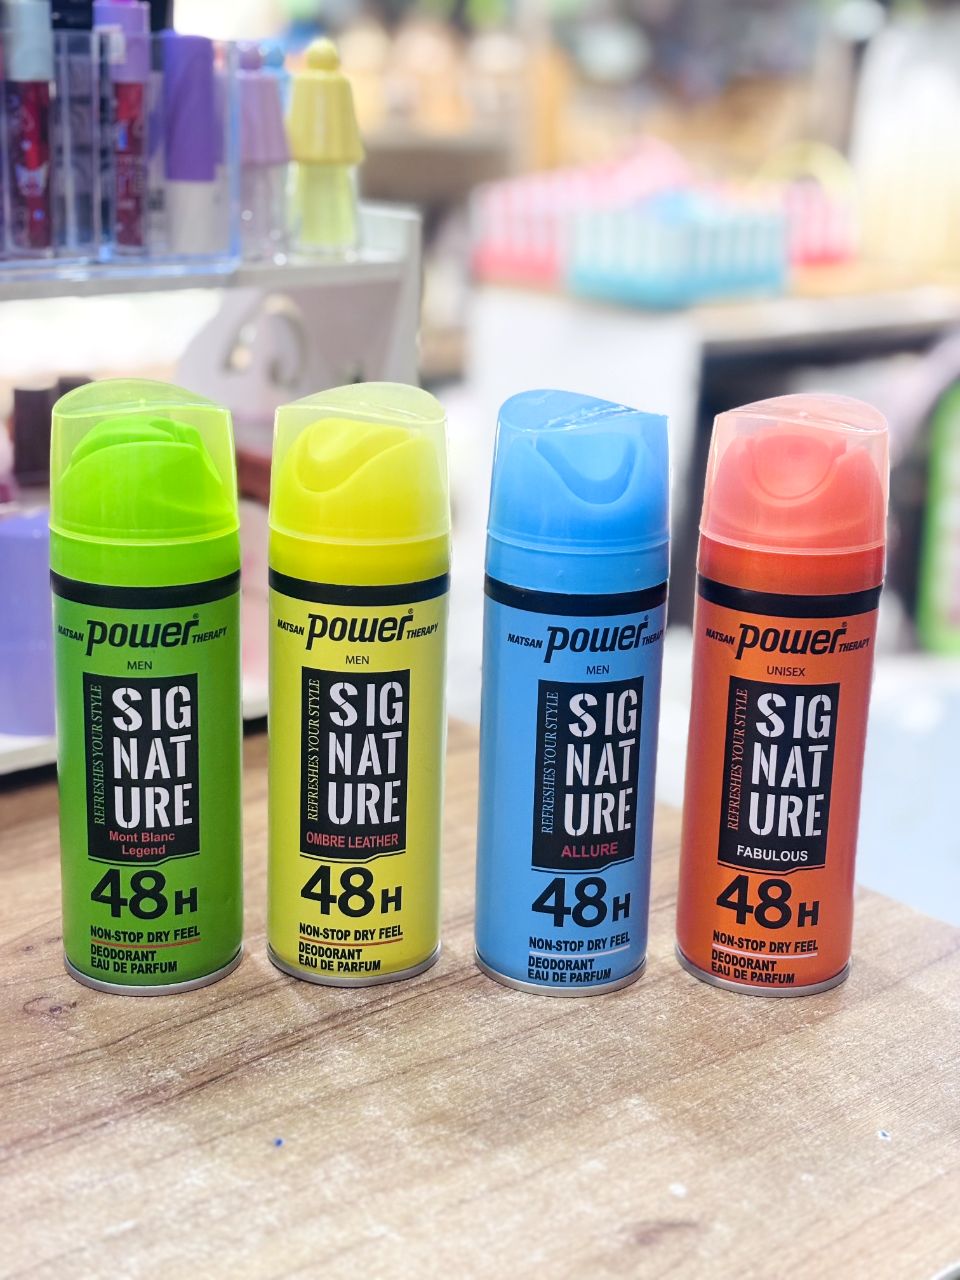 MATSAN power® THERAPY
MEN
REFRESHES YOUR STYLE
SIG
NAT
URE
Mont Blanc
Legend
48H
NON-STOP DRY FEEL
DEODORANT
EAU DE PARFUM
MATSAN power® THERAPY
MEN
REFRESHES YOUR STYLE
SIG
NAT
URE
OMBRE LEATHER
48H
NON-STOP DRY FEEL
DEODORANT
EAU DE PARFUM
MATSAN power® THERAPY
MEN
REFRESHES YOUR STYLE
SIG
NAT
URE
ALLURE
48H
NON-STOP DRY FEEL
DEODORANT
EAU DE PARFUM
MATSAN power® THERAPY
UNISEX
REFRESHES YOUR STYLE
SIG
NAT
URE
FABULOUS
48H
NON-STOP DRY FEEL
DEODORANT
EAU DE PARFUM